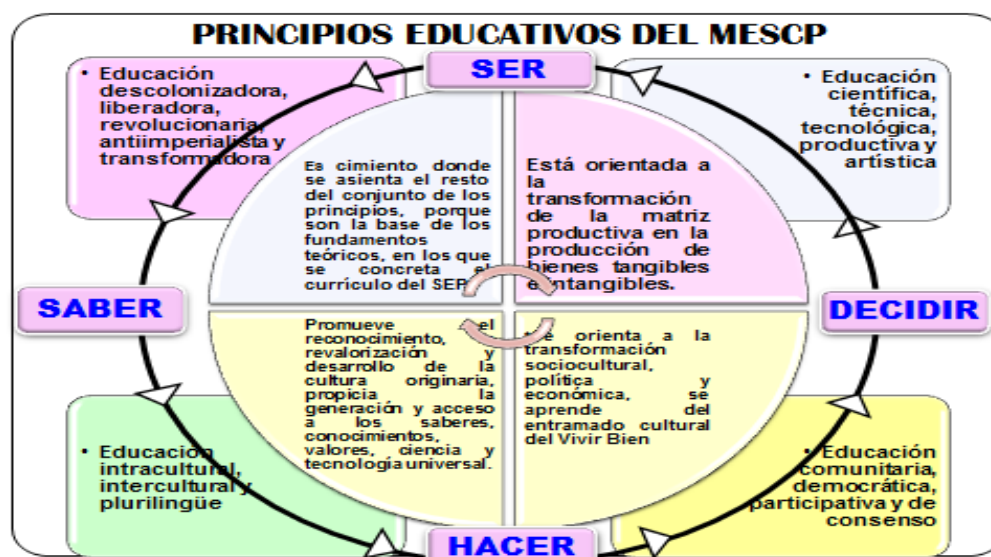 PRINCIPIOS EDUCATIVOS DEL MESCP
SER
• Educación
descolonizadora,
liberadora,
revolucionaria,
antiimperialista y
transformadora
• Educación
científica,
técnica,
tecnológica,
productiva y
artística
Es cimiento donde
se asienta el resto
del conjunto de los
principios, porque
son la base de los
fundamentos
teóricos, en los que
se concreta el
currículo del SEP
Está orientada a
la
transformación
de la matriz
productiva en la
producción de
bienes tangibles
e intangibles.
SABER
DECIDIR
Promueve el
reconocimiento,
revalorización y
desarrollo de la
cultura originaria,
propicia la
generación y acceso
a los saberes,
conocimientos,
valores, ciencia y
tecnología universal.
orienta a la
transformación
sociocultural,
política y
económica, se
aprende del
entramado cultural
del Vivir Bien
• Educación
intracultural,
intercultural y
plurilingüe
• Educación
comunitaria,
democrática,
participativa y de
consenso
HACER